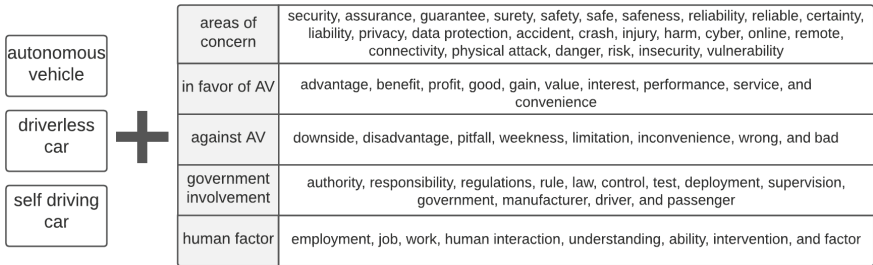 autonomous
vehicle
driverless
car
self driving
car
+
areas of
concern
security, assurance, guarantee, surety, safety, safe, safeness, reliability, reliable, certainty,
liability, privacy, data protection, accident, crash, injury, harm, cyber, online, remote,
connectivity, physical attack, danger, risk, insecurity, vulnerability
in favor of AV
advantage, benefit, profit, good, gain, value, interest, performance, service, and
convenience
against AV
downside, disadvantage, pitfall, weekness, limitation, inconvenience, wrong, and bad
government
involvement
authority, responsibility, regulations, rule, law, control, test, deployment, supervision,
government, manufacturer, driver, and passenger
human factor
employment, job, work, human interaction, understanding, ability, intervention, and factor